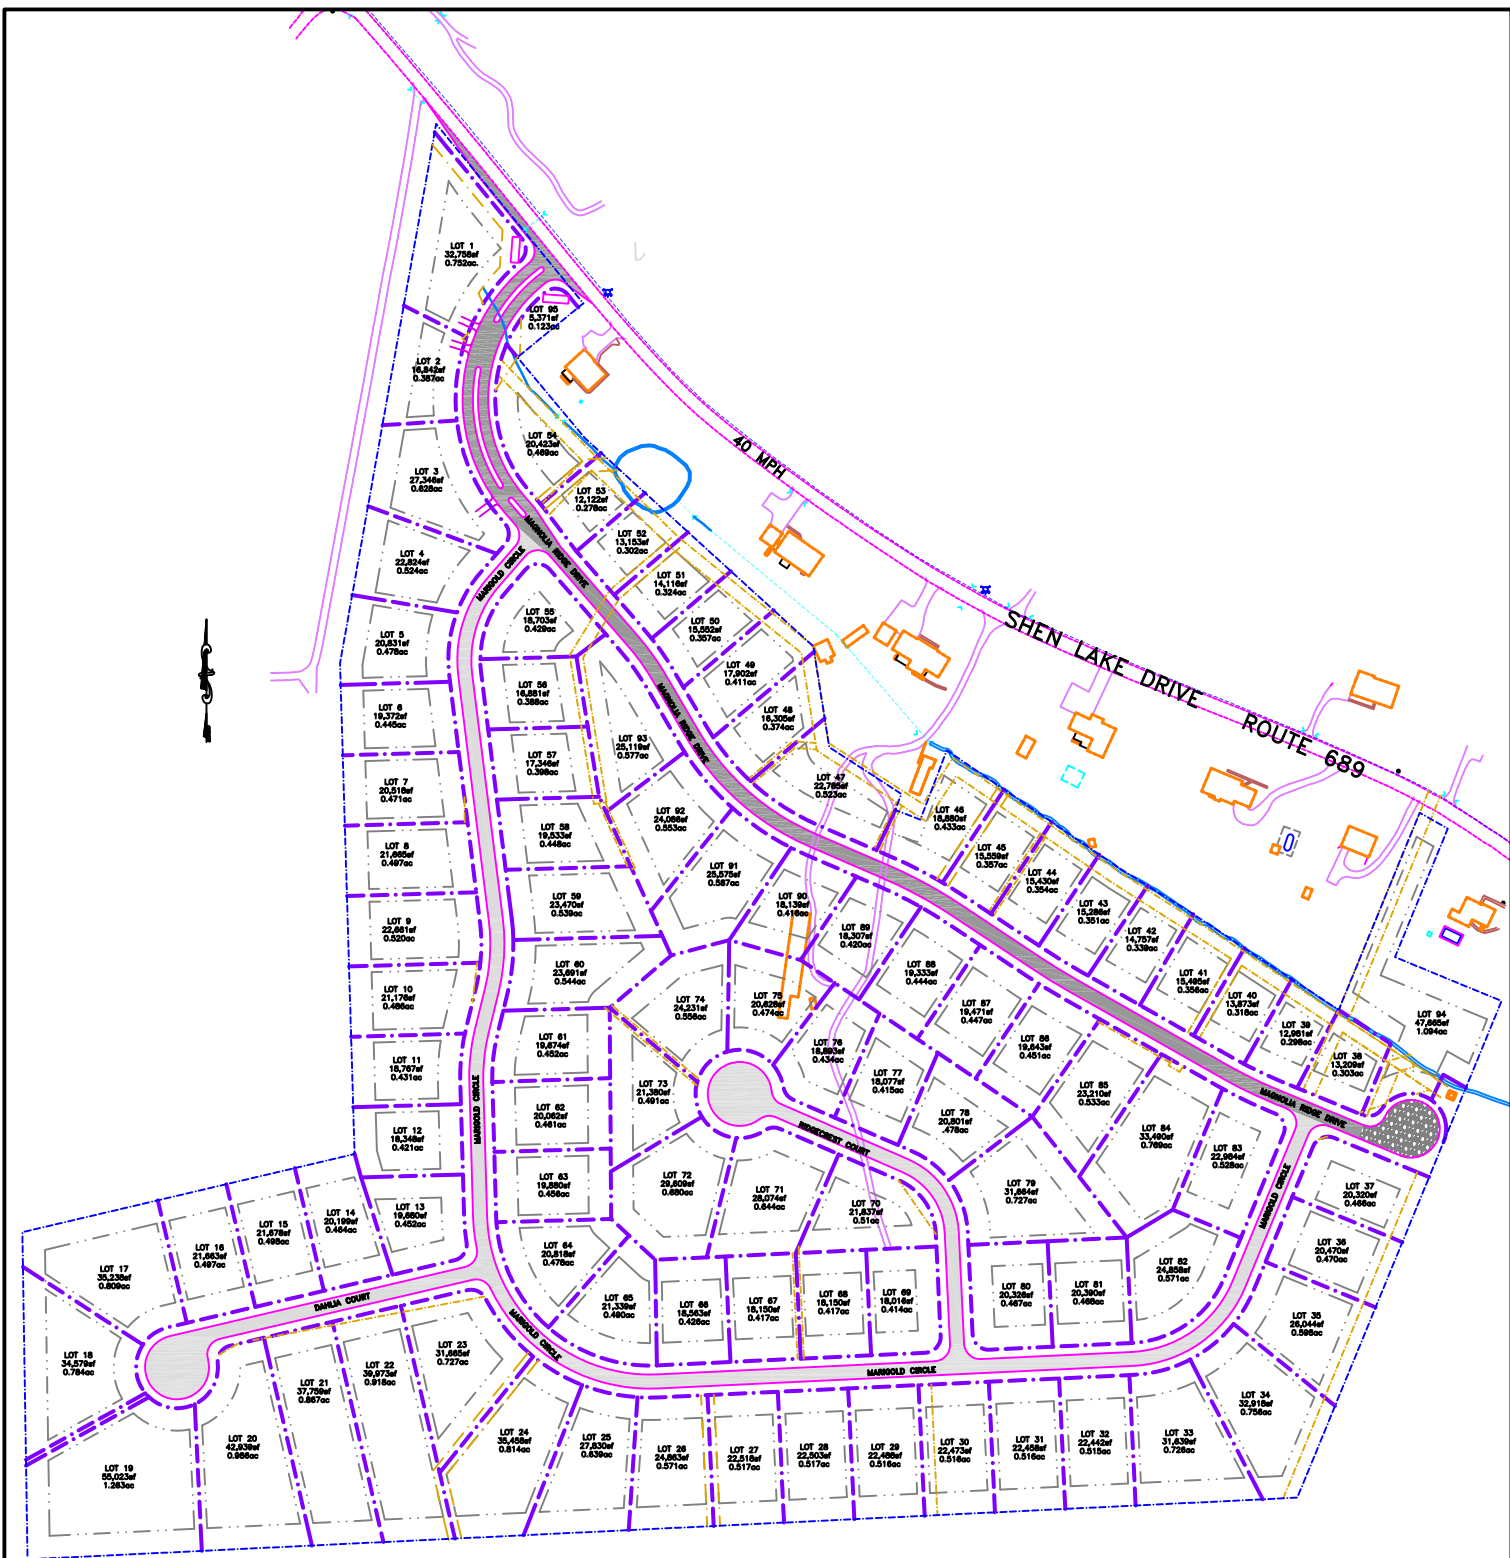 LOT 1
32,758sf
0.752ac
LOT 95
5,371sf
0.123ac
LOT 2
16,842sf
0.387ac
LOT 54
20,423sf
0.469ac
40 MPH
LOT 3
27,346sf
0.628ac
LOT 53
12,122sf
0.278ac
LOT 52
13,153sf
0.302ac
LOT 4
22,824sf
0.524ac
MARIGOLD CIRCLE
MAGNOLIA RIDGE DRIVE
LOT 51
14,116sf
0.324ac
LOT 50
15,552sf
0.357ac
LOT 55
18,703sf
0.429ac
SHEN LAKE DRIVE ROUTE 689
LOT 5
20,831sf
0.478ac
LOT 49
17,902sf
0.411ac
LOT 56
16,881sf
0.388ac
MAGNOLIA RIDGE DRIVE
LOT 6
19,372sf
0.445ac
LOT 48
16,305sf
0.374ac
LOT 93
25,119sf
0.577ac
LOT 57
17,346sf
0.398ac
LOT 47
22,765sf
0.523ac
LOT 7
20,518sf
0.471ac
LOT 46
18,880sf
0.433ac
LOT 92
24,086sf
0.553ac
LOT 58
19,533sf
0.448ac
LOT 8
21,665sf
0.497ac
LOT 45
15,559sf
0.357ac
LOT 91
25,575sf
0.587ac
LOT 44
15,430sf
0.354ac
LOT 59
23,470sf
0.539ac
LOT 90
18,139sf
0.416ac
LOT 43
15,286sf
0.351ac
LOT 9
22,661sf
0.520ac
LOT 89
18,307sf
0.420ac
LOT 42
14,757sf
0.339ac
LOT 60
23,691sf
0.544ac
LOT 88
19,333sf
0.444ac
LOT 41
15,495sf
0.356ac
LOT 10
21,176sf
0.486ac
LOT 74
24,231sf
0.556ac
LOT 75
20,628sf
0.474ac
LOT 87
19,471sf
0.447ac
LOT 40
13,873sf
0.318ac
LOT 94
47,665sf
1.094ac
LOT 61
19,674sf
0.452ac
LOT 76
18,893sf
0.434ac
LOT 86
19,643sf
0.451ac
LOT 39
12,981sf
0.298ac
LOT 11
18,767sf
0.431ac
LOT 73
21,380sf
0.491ac
LOT 77
18,077sf
0.415ac
LOT 85
23,210sf
0.533ac
LOT 38
13,209sf
0.303ac
MARIGOLD CIRCLE
LOT 62
20,062sf
0.461ac
RIDGECREST COURT
LOT 78
20,801sf
.478ac
MAGNOLIA RIDGE DRIVE
LOT 12
18,348sf
0.421ac
LOT 84
33,490sf
0.769ac
LOT 83
22,984sf
0.528ac
LOT 63
19,880sf
0.456ac
LOT 72
29,609sf
0.680ac
LOT 71
28,074sf
0.644ac
LOT 79
31,664sf
0.727ac
MARIGOLD CIRCLE
LOT 37
20,320sf
0.466ac
LOT 13
19,680sf
0.452ac
LOT 14
20,199sf
0.464ac
LOT 15
21,678sf
0.498ac
LOT 16
21,663sf
0.497ac
LOT 70
21,837sf
0.51ac
LOT 36
20,470sf
0.470ac
LOT 64
20,818sf
0.478ac
LOT 82
24,858sf
0.571ac
LOT 17
35,238sf
0.809ac
LOT 65
21,339sf
0.490ac
LOT 66
18,563sf
0.426ac
LOT 67
18,150sf
0.417ac
LOT 68
18,150sf
0.417ac
LOT 69
18,016sf
0.414ac
LOT 80
20,326sf
0.467ac
LOT 81
20,390sf
0.468ac
DAHLIA COURT
LOT 35
26,044sf
0.598ac
MARIGOLD CIRCLE
LOT 18
34,579sf
0.784ac
LOT 23
31,665sf
0.727ac
MARIGOLD CIRCLE
LOT 22
39,973sf
0.918ac
LOT 21
37,759sf
0.867ac
LOT 34
32,918sf
0.756ac
LOT 20
42,939sf
0.986ac
LOT 24
35,458sf
0.814ac
LOT 25
27,830sf
0.639ac
LOT 26
24,863sf
0.571ac
LOT 27
22,518sf
0.517ac
LOT 28
22,503sf
0.517ac
LOT 29
22,488sf
0.516ac
LOT 30
22,473sf
0.516ac
LOT 31
22,458sf
0.516ac
LOT 32
22,442sf
0.515ac
LOT 33
31,639sf
0.726ac
LOT 19
55,023sf
1.263ac